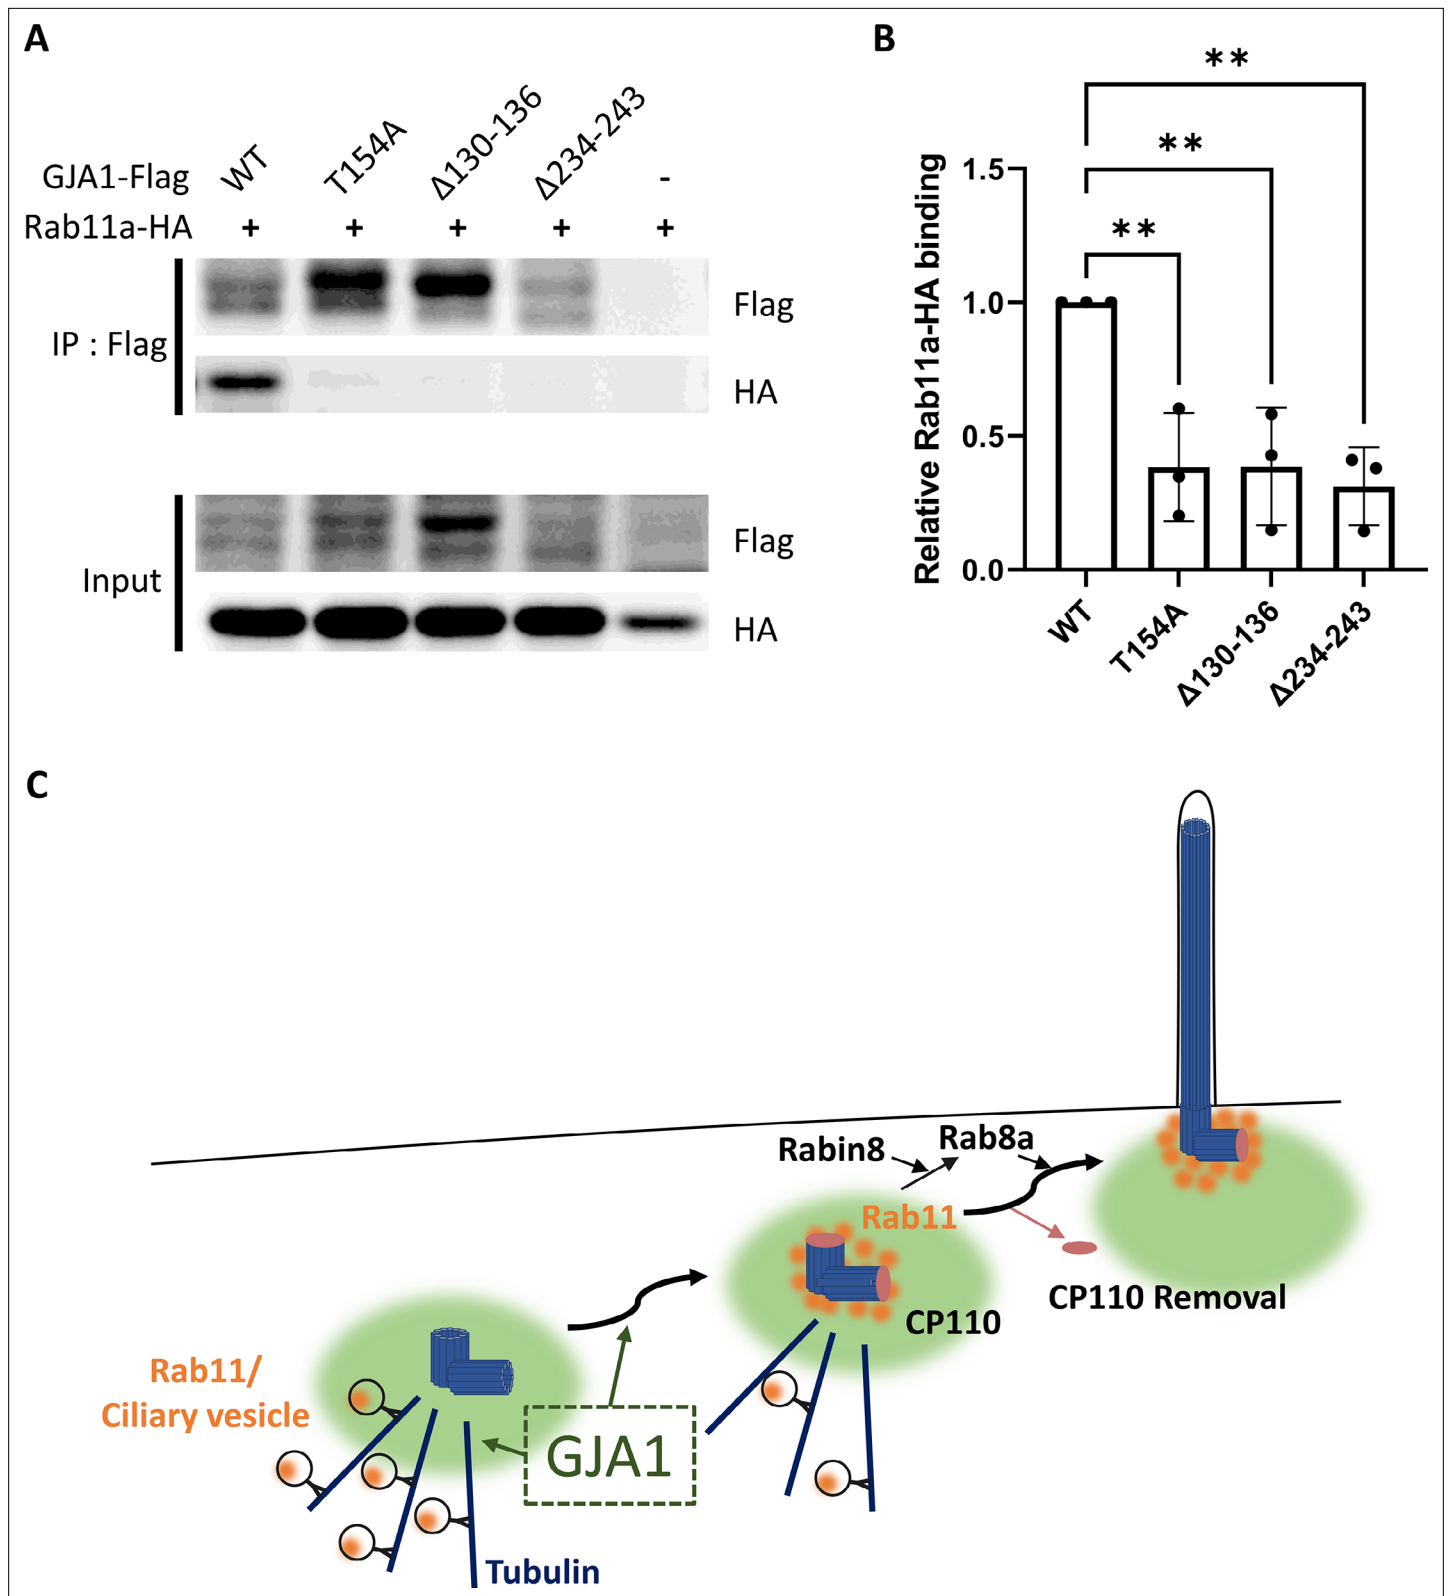 A
GJA1-Flag WT T154A Δ130-136 Δ234-243 -
Rab11a-HA + + + + +
IP : Flag
Flag
HA
Input
Flag
HA
B
**
**
**
Relative Rab11a-HA binding
1.5
1.0
0.5
0.0
WT T154A Δ130-136 Δ234-243
C
Rabin8 Rab8a
Rab11
CP110 Removal
CP110
Rab11/
Ciliary vesicle
GJA1
Tubulin